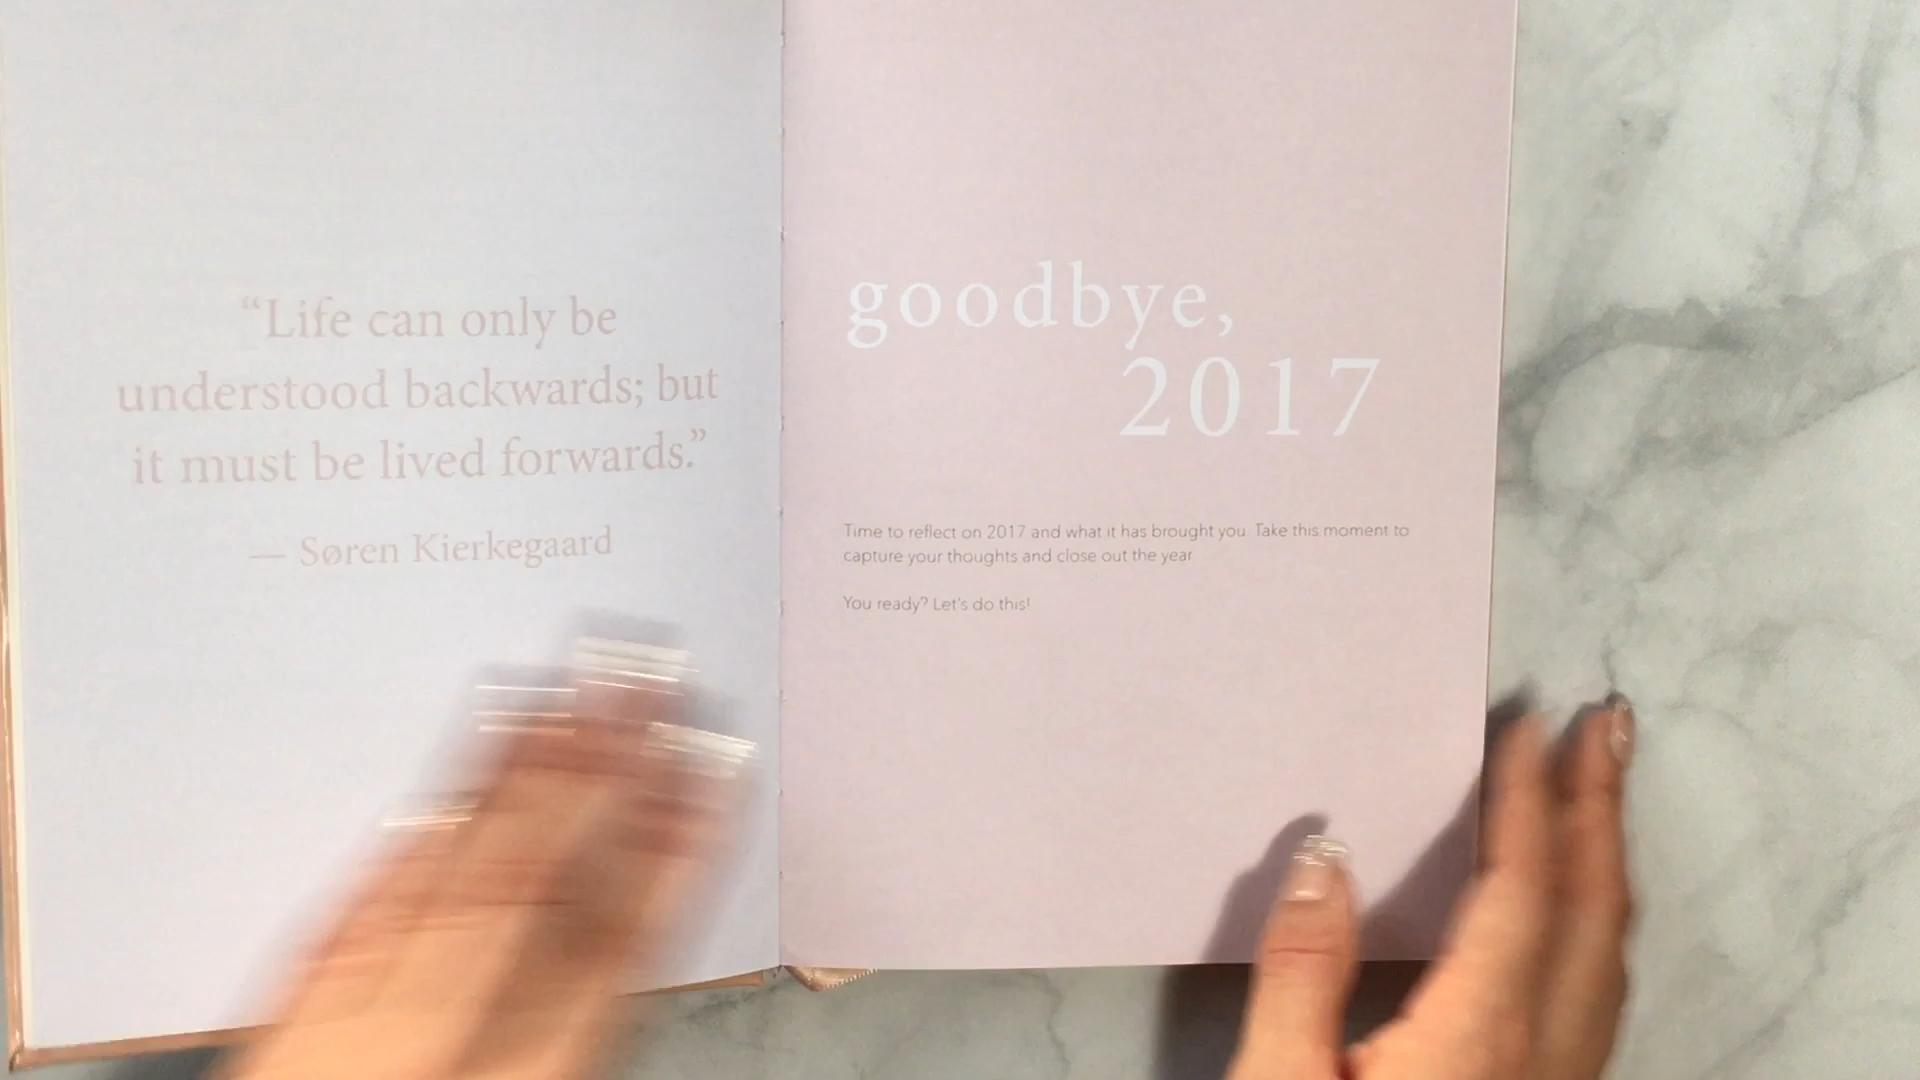 “Life can only be
understood backwards; but
it must be lived forwards.”
— Søren Kierkegaard
goodbye,
2017
Time to reflect on 2017 and what it has brought you. Take this moment to
capture your thoughts and close out the year.
You ready? Let's do this!